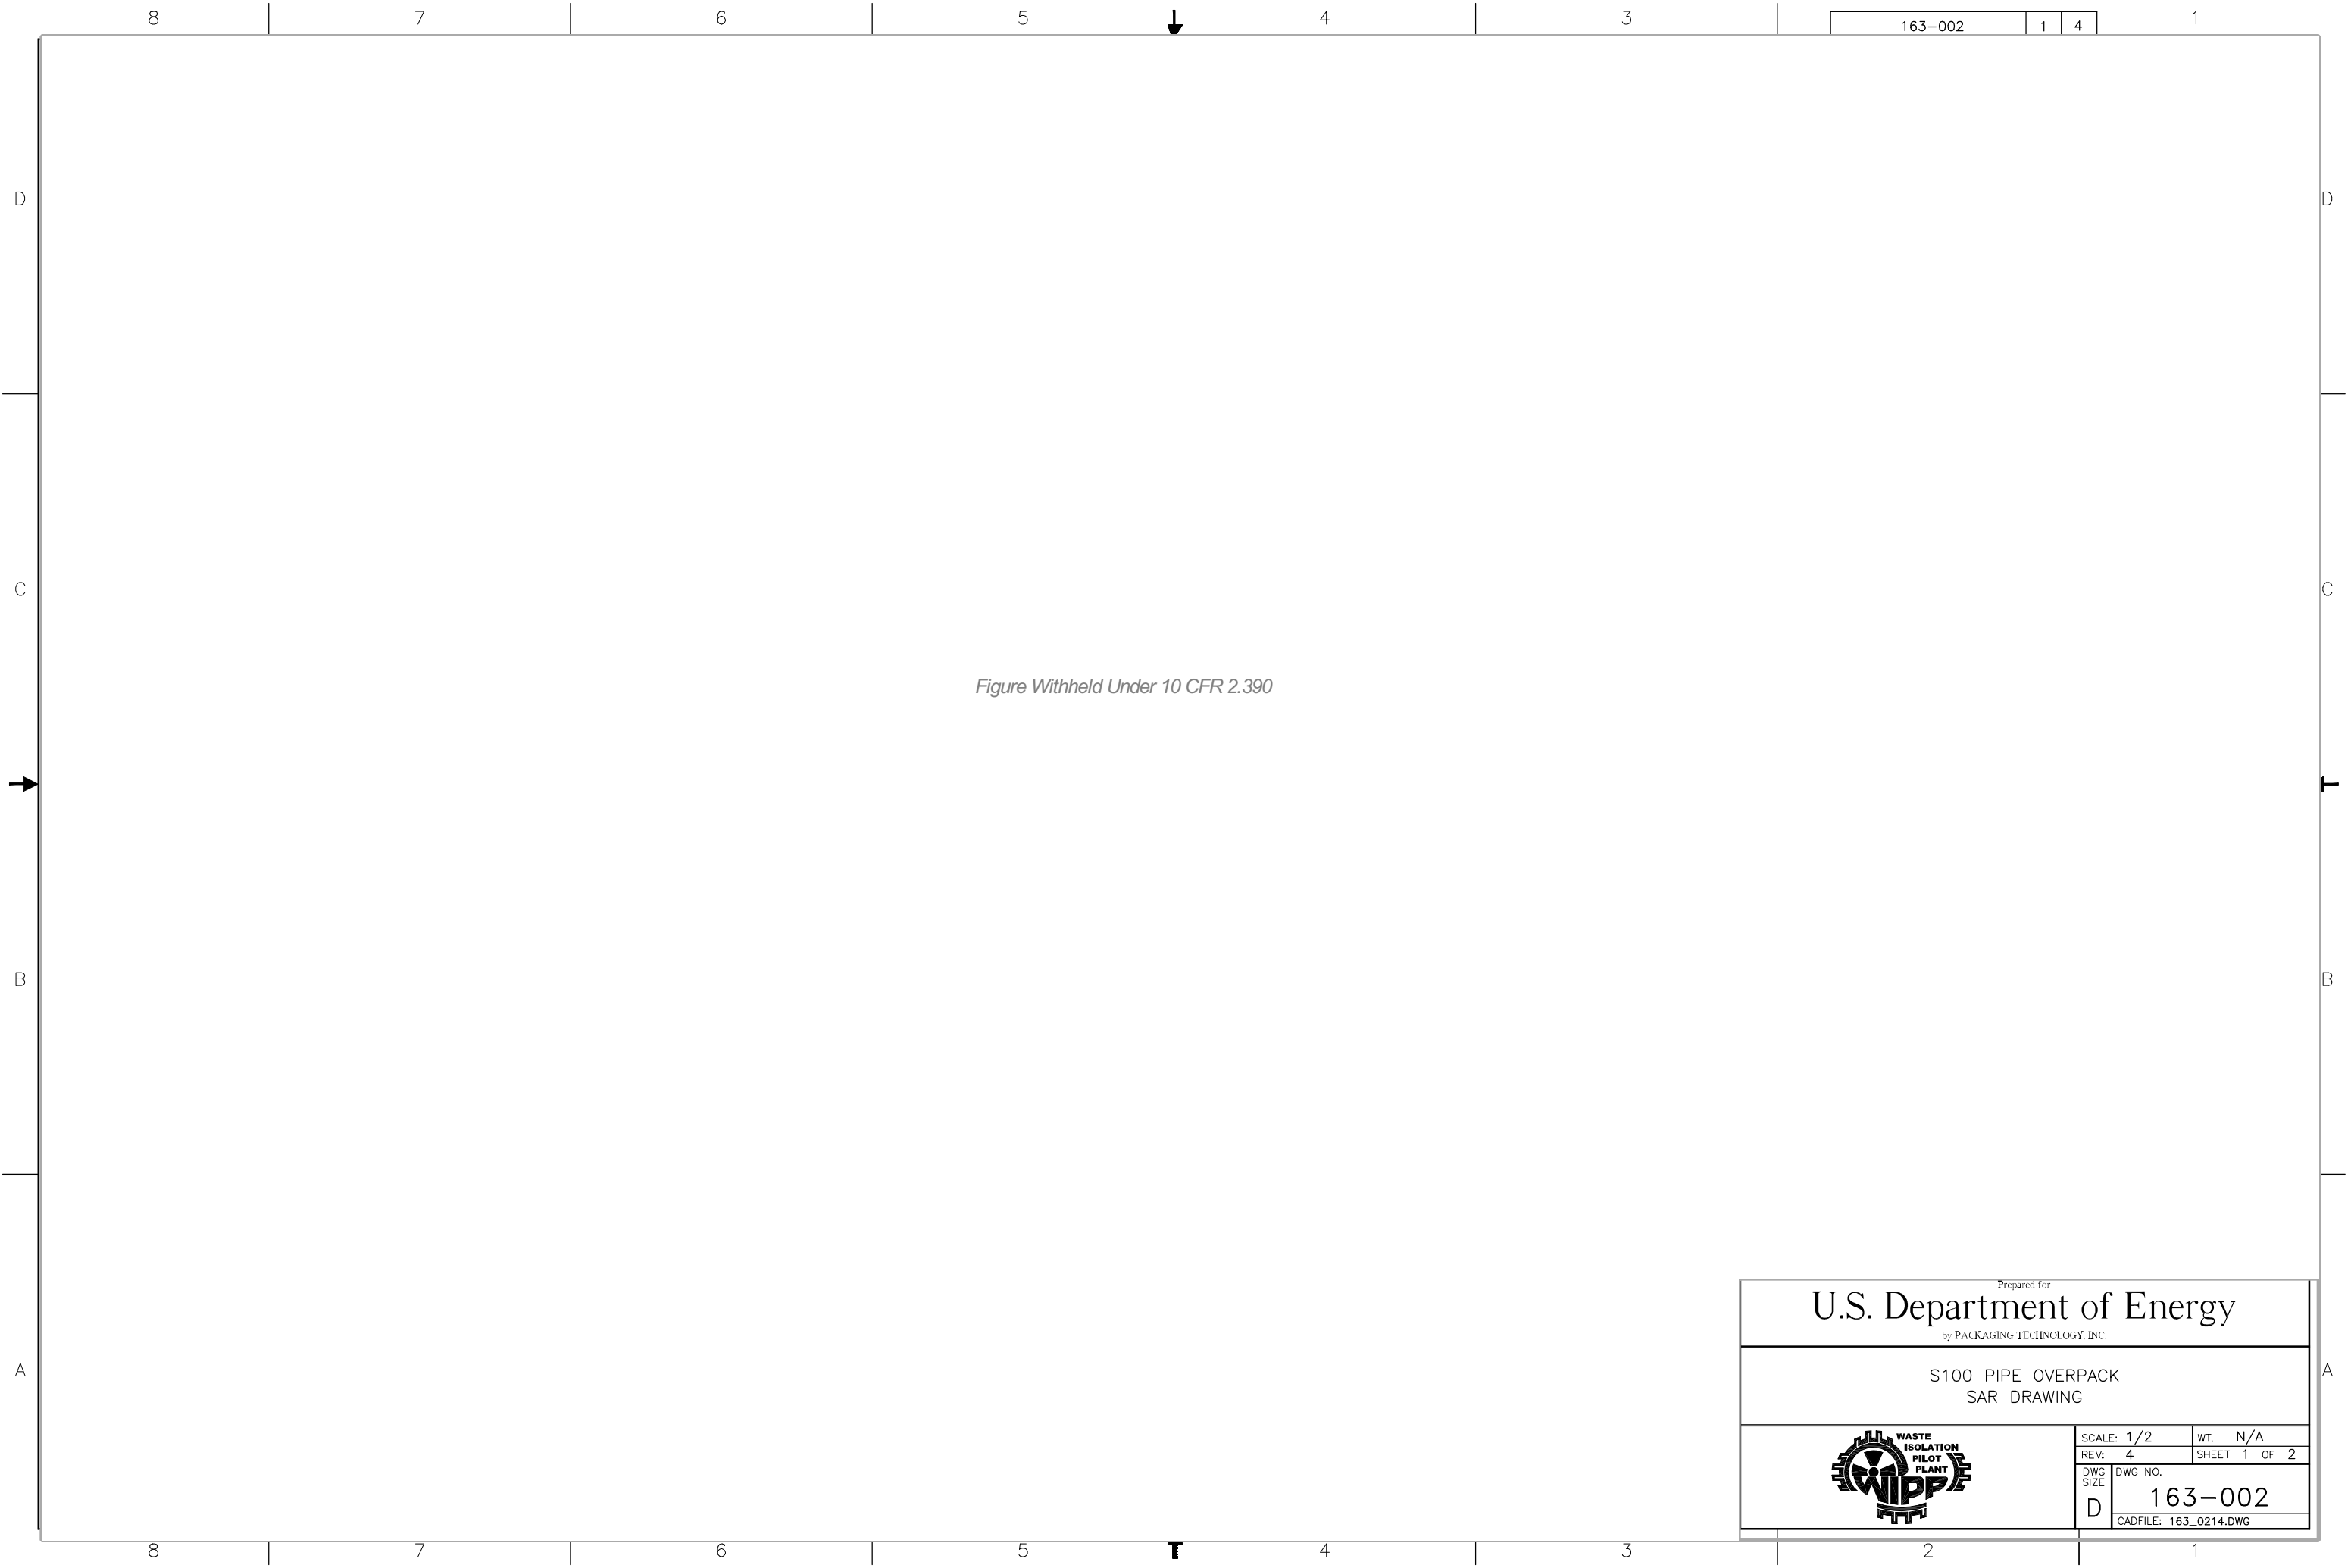 8 7 6 5 4 3 1
163-002 1 4
D D
C C
Figure Withheld Under 10 CFR 2.390
B B
A A
Prepared for
U.S. Department of Energy
by PACKAGING TECHNOLOGY, INC.
S100 PIPE OVERPACK
SAR DRAWING
WASTE
ISOLATION
PILOT
PLANT
WIPP
SCALE: 1/2 WT. N/A
REV: 4 SHEET 1 OF 2
DWG SIZE D
DWG NO.
163-002
CADFILE: 163_0214.DWG
8 7 6 5 4 3 2 1